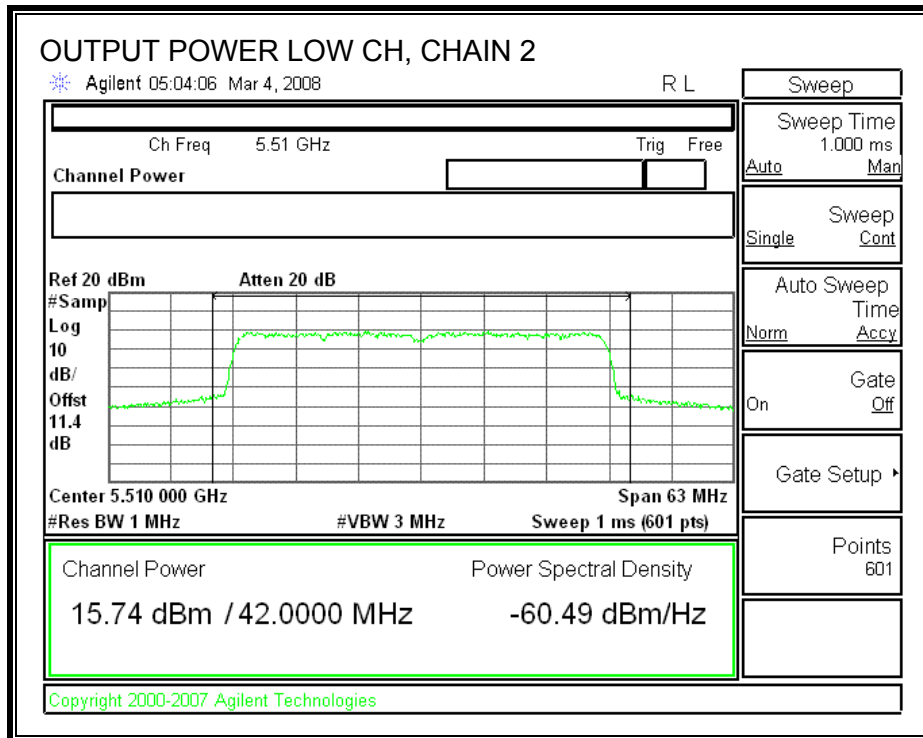 OUTPUT POWER LOW CH, CHAIN 2
Agilent 05:04:06 Mar 4, 2008 R L
Ch Freq 5.51 GHz Trig Free
Channel Power
Ref 20 dBm Atten 20 dB
#Samp
Log
10
dB/
Offst
11.4
dB
Center 5.510 000 GHz Span 63 MHz
#Res BW 1 MHz #VBW 3 MHz Sweep 1 ms (601 pts)
Channel Power Power Spectral Density
15.74 dBm / 42.0000 MHz -60.49 dBm/Hz
Copyright 2000-2007 Agilent Technologies
Sweep
Sweep Time
1.000 ms
Auto Man
Sweep
Single Cont
Auto Sweep
Time
Norm Accy
Gate
On Off
Gate Setup
Points
601